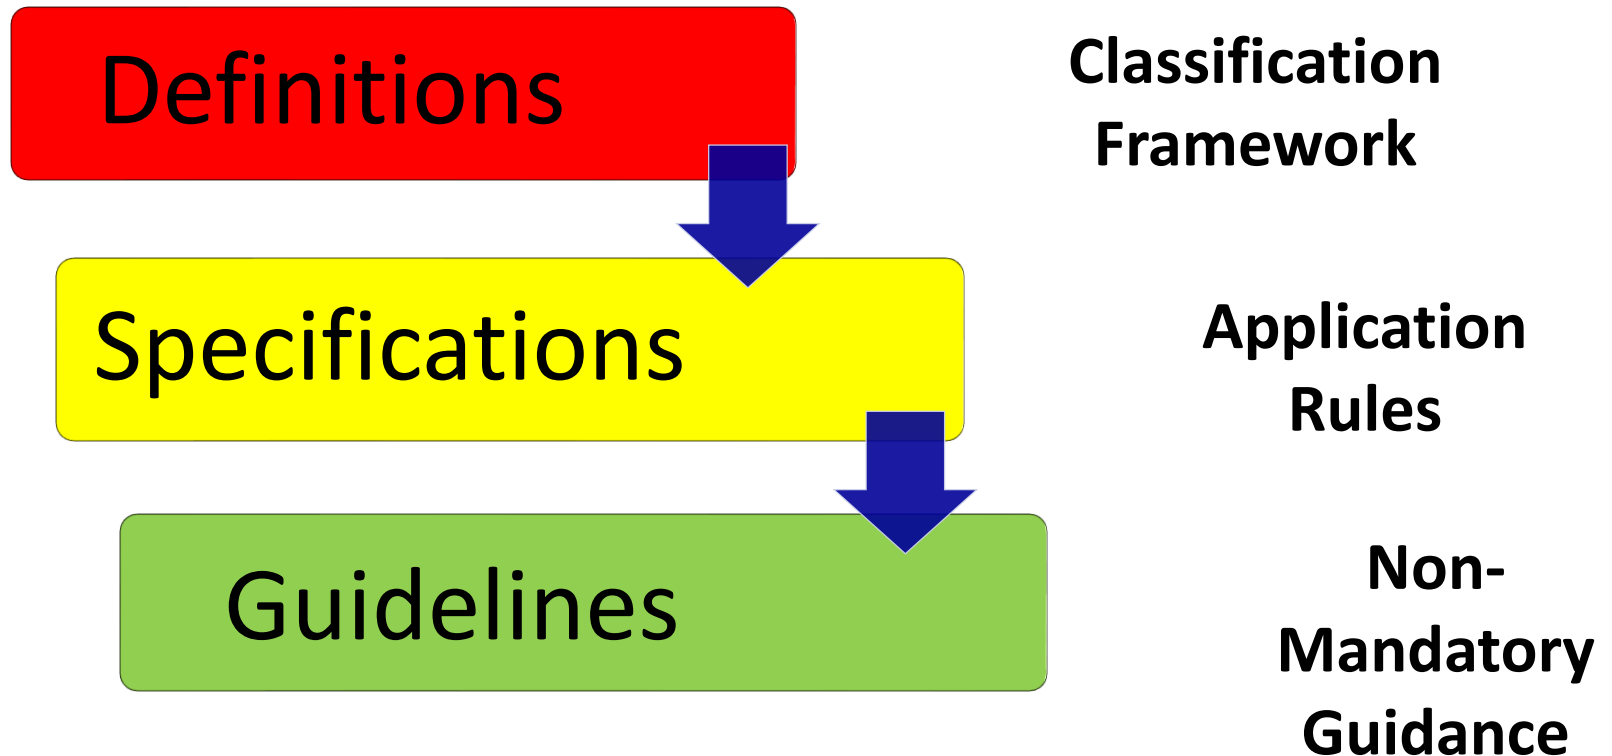 Definitions
Classification
Framework
Specifications
Application
Rules
Guidelines
Non-
Mandatory
Guidance